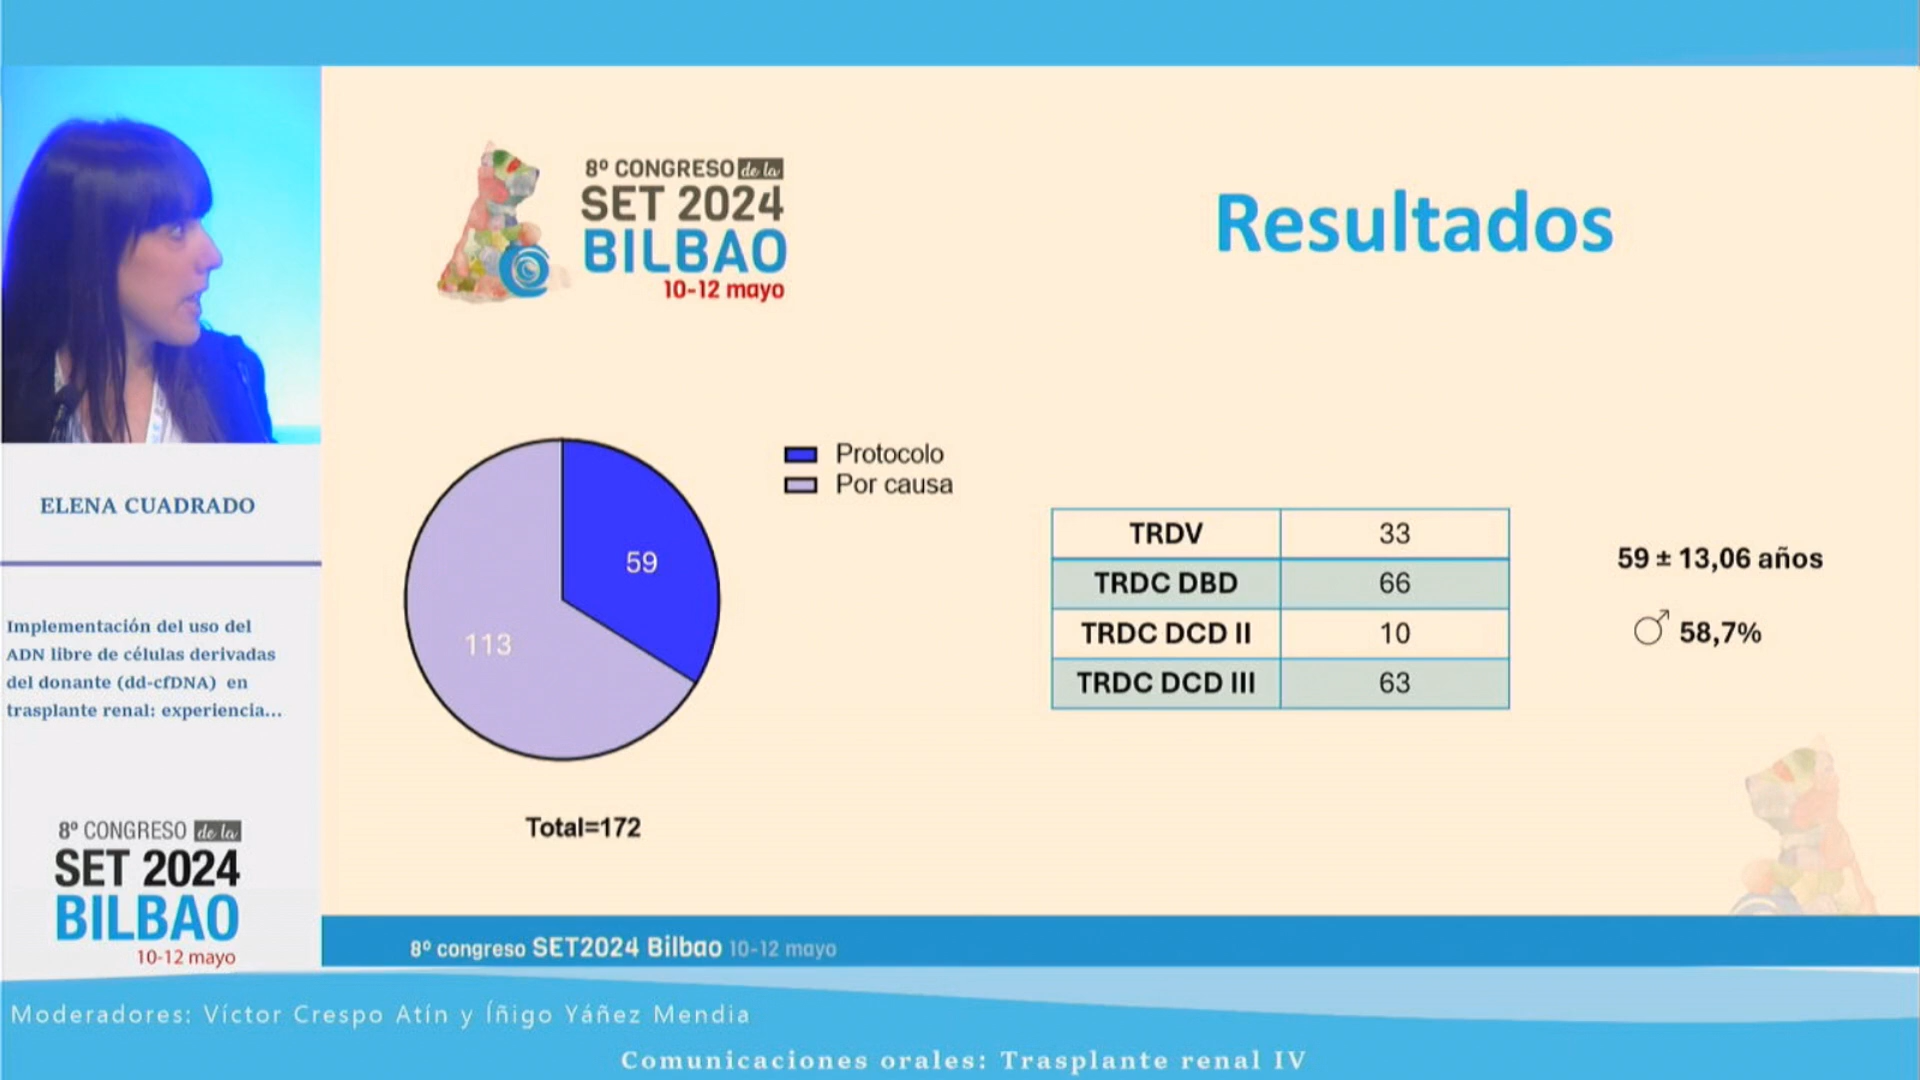 8º CONGRESO de la
SET 2024
BILBAO
10-12 mayo
Resultados
Protocolo
Por causa
59
113
Total=172
TRDV 33
TRDC DBD 66
TRDC DCD II 10
TRDC DCD III 63
59 ± 13,06 años
♂ 58,7%
8º congreso SET2024 Bilbao 10-12 mayo
ELENA CUADRADO
Implementación del uso del
ADN libre de células derivadas
del donante (dd-cfDNA) en
trasplante renal: experiencia...
8º CONGRESO de la
SET 2024
BILBAO
10-12 mayo
Moderadores: Víctor Crespo Atín y Íñigo Yáñez Mendia
Comunicaciones orales: Trasplante renal IV